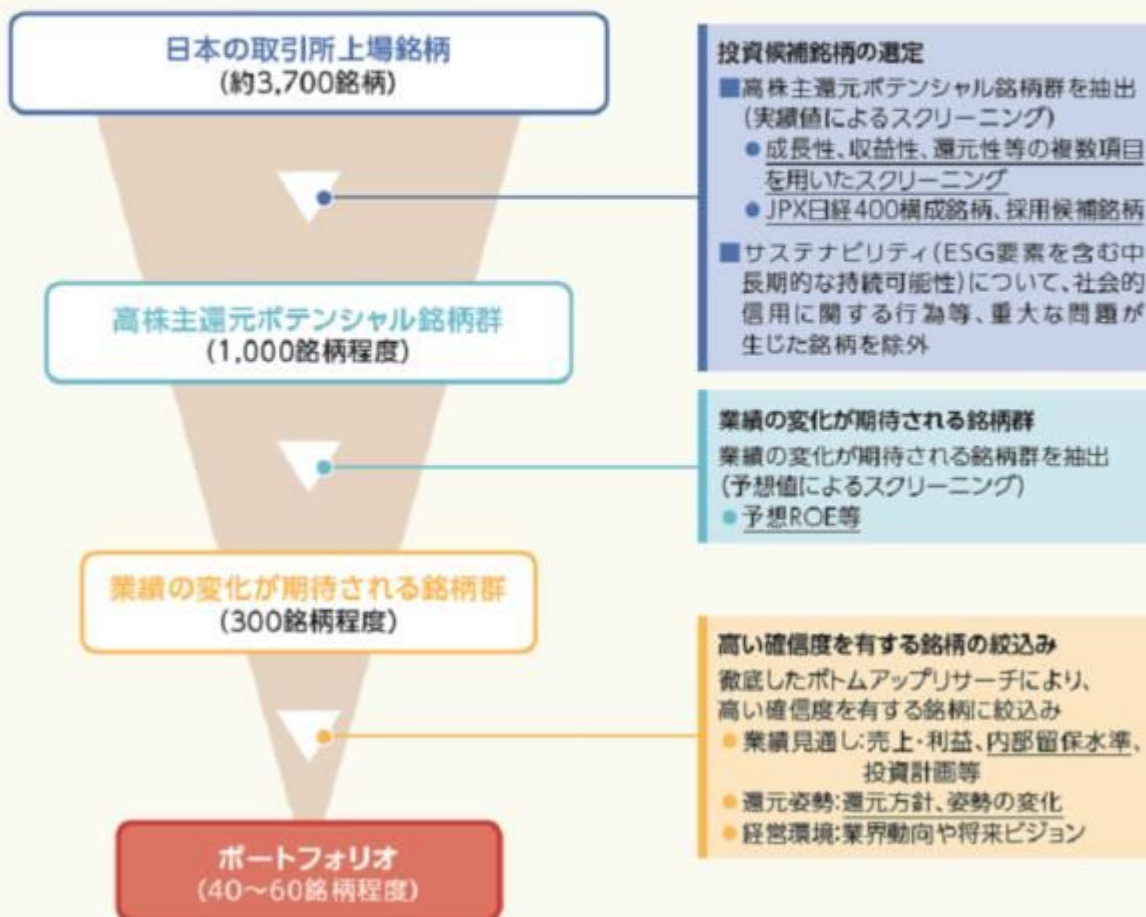 日本の取引所上場銘柄
(約3,700銘柄)
投資候補銘柄の選定
■高株主還元ポテンシャル銘柄群を抽出
(実績値によるスクリーニング)
●成長性、収益性、還元性等の複数項目
を用いたスクリーニング
●JPX日経400構成銘柄、採用候補銘柄
■サステナビリティ(ESG要素を含む中
長期的な持続可能性)について、社会的
信用に関する行為等、重大な問題が
生じた銘柄を除外
高株主還元ポテンシャル銘柄群
(1,000銘柄程度)
業績の変化が期待される銘柄群
業績の変化が期待される銘柄群を抽出
(予想値によるスクリーニング)
●予想ROE等
業績の変化が期待される銘柄群
(300銘柄程度)
高い確信度を有する銘柄の絞込み
徹底したボトムアップリサーチにより、
高い確信度を有する銘柄に絞込み
●業績見通し:売上・利益、内部留保水準、
投資計画等
●還元姿勢:還元方針、姿勢の変化
●経営環境:業界動向や将来ビジョン
ポートフォリオ
(40〜60銘柄程度)